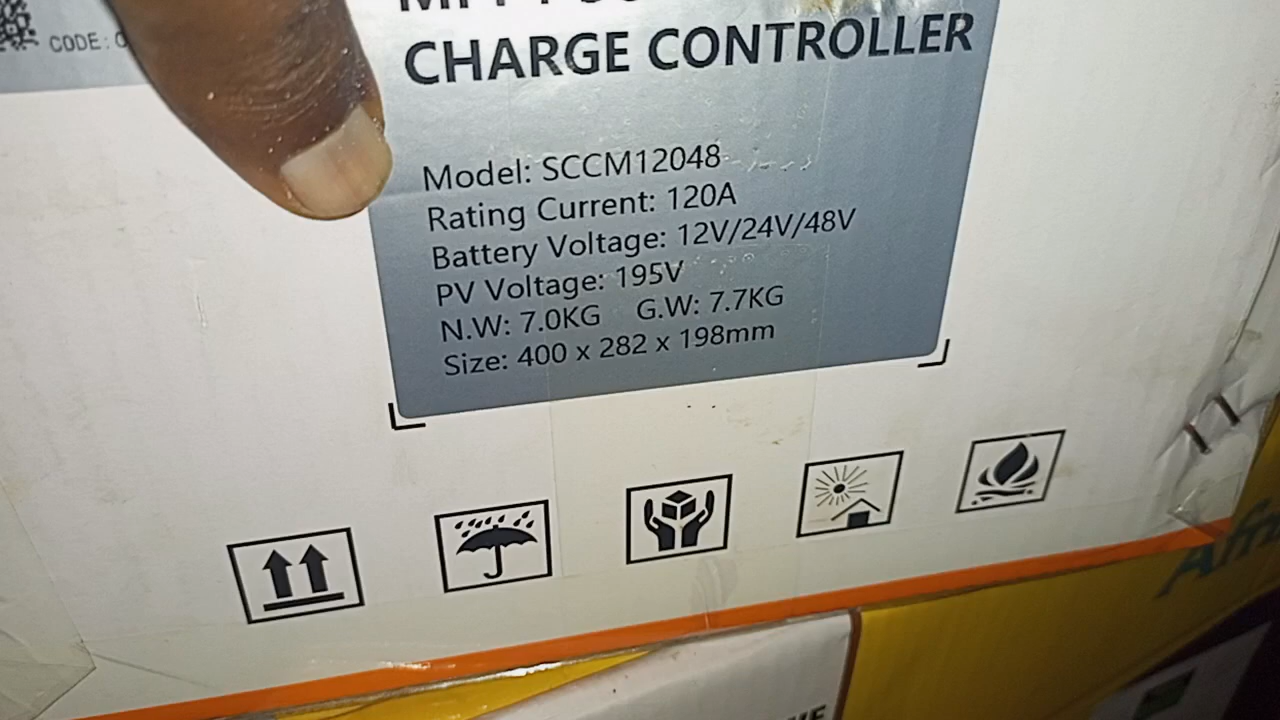 CODE:
CHARGE CONTROLLER
Model: SCCM12048
Rating Current: 120A
Battery Voltage: 12V/24V/48V
PV Voltage: 195V
N.W: 7.0KG G.W: 7.7KG
Size: 400 x 282 x 198mm